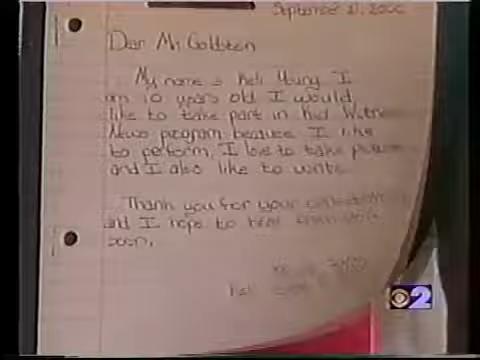 September 21, 2000
Dear Mr. Goldstein
My name is Keli Young I
am 10 years old I would
like to take part in Kid Witness
News program because I like
to perform, I love to take pictures
and I also like to write.
Thank you for your
and I hope to hear from you
soon.
2